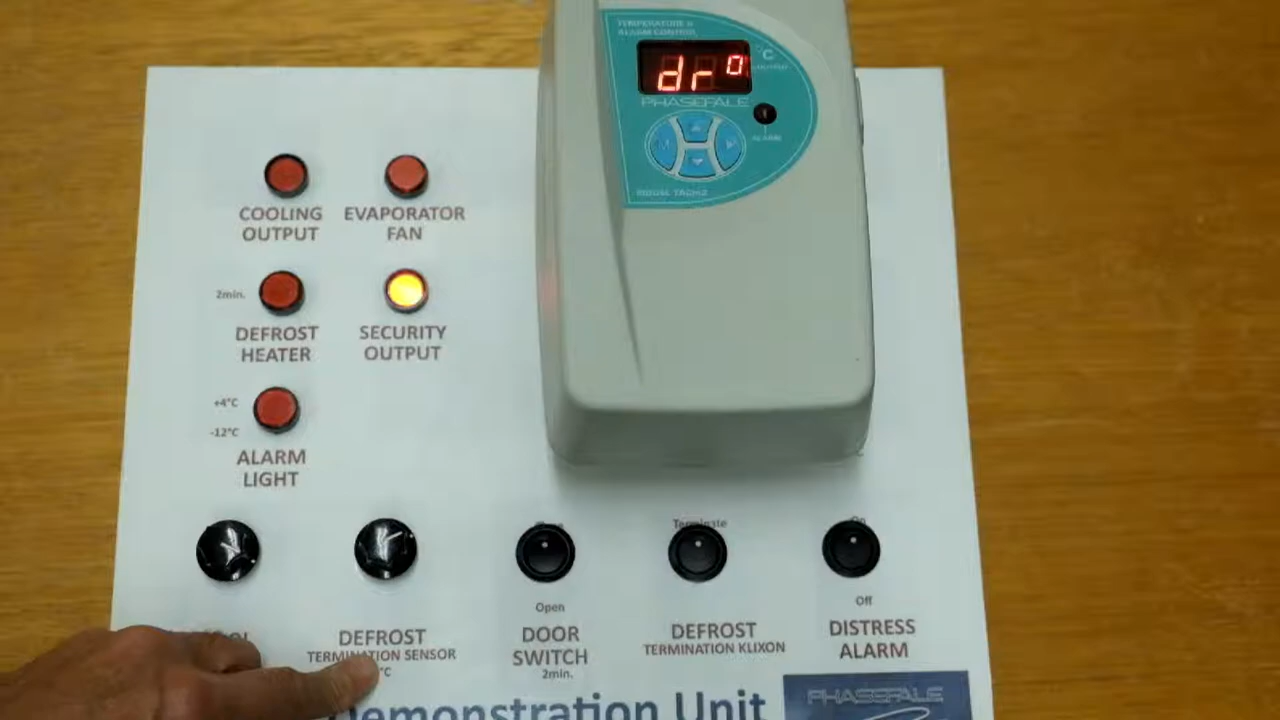 TEMPERATURE &
ALARM CONTROL
dr°
°C
PHASEFALE
ALARM
COOLING
OUTPUT
EVAPORATOR
FAN
2min.
DEFROST
HEATER
SECURITY
OUTPUT
+4°C
-12°C
ALARM
LIGHT
Terminate
On
Open
Off
DEFROST
TERMINATION SENSOR
°C
DOOR
SWITCH
2min.
DEFROST
TERMINATION KLIXON
DISTRESS
ALARM
Demonstration Unit
PHASEFALE